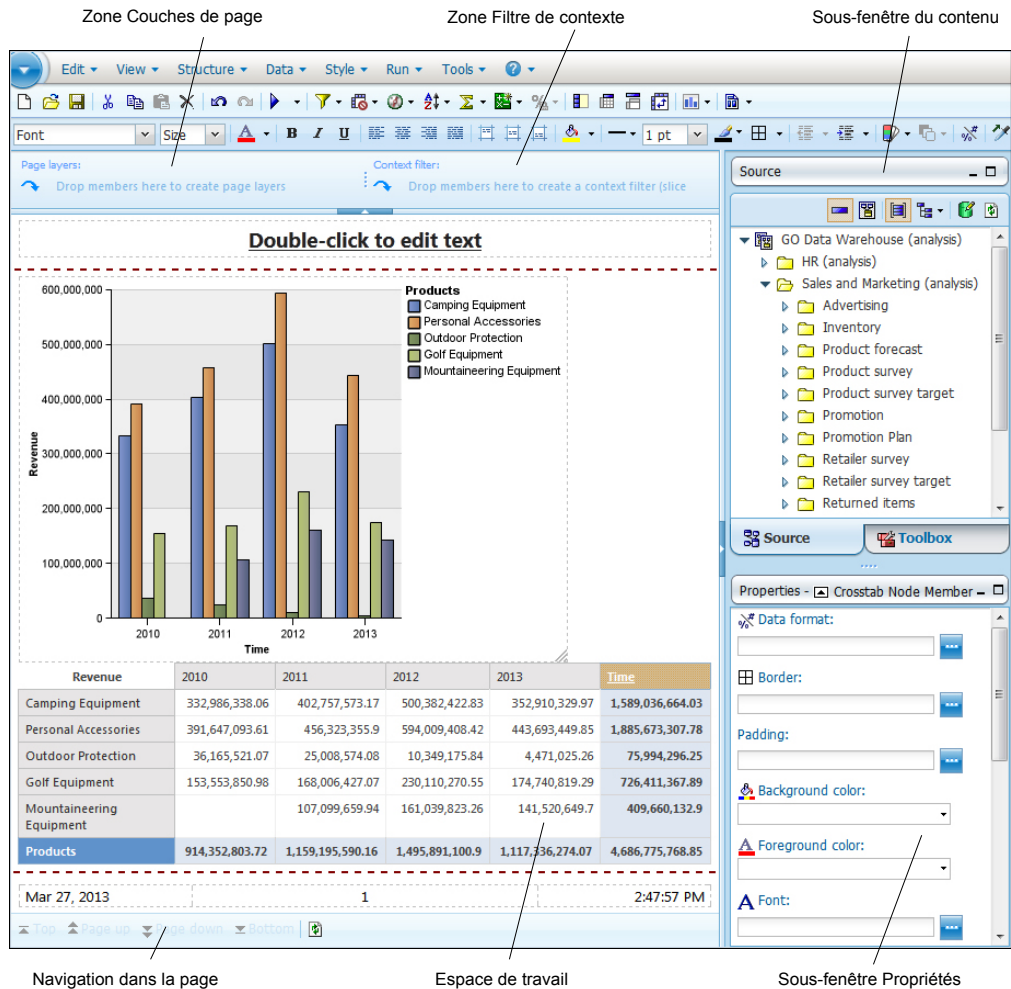 Zone Couches de page
Zone Filtre de contexte
Sous-fenêtre du contenu
Edit View Structure Data Style Run Tools
Font Size 1 pt
Page layers:
Drop members here to create page layers
Context filter:
Drop members here to create a context filter (slice
Double-click to edit text
600,000,000
500,000,000
400,000,000
300,000,000
200,000,000
100,000,000
0
Revenue
2010 2011 2012 2013
Time
Products
Camping Equipment
Personal Accessories
Outdoor Protection
Golf Equipment
Mountaineering Equipment
Revenue 2010 2011 2012 2013 Time
Camping Equipment 332,986,338.06 402,757,573.17 500,382,422.83 352,910,329.97 1,589,036,664.03
Personal Accessories 391,647,093.61 456,323,355.9 594,009,408.42 443,693,449.85 1,885,673,307.78
Outdoor Protection 36,165,521.07 25,008,574.08 10,349,175.84 4,471,025.26 75,994,296.25
Golf Equipment 153,553,850.98 168,006,427.07 230,110,270.55 174,740,819.29 726,411,367.89
Mountaineering
Equipment 107,099,659.94 161,039,823.26 141,520,649.7 409,660,132.9
Products 914,352,803.72 1,159,195,590.16 1,495,891,100.9 1,117,336,274.07 4,686,775,768.85
Mar 27, 2013 1 2:47:57 PM
Top Page up Page down Bottom
Source
GO Data Warehouse (analysis)
HR (analysis)
Sales and Marketing (analysis)
Advertising
Inventory
Product forecast
Product survey
Product survey target
Promotion
Promotion Plan
Retailer survey
Retailer survey target
Returned items
Source Toolbox
Properties - Crosstab Node Member
Data format:
Border:
Padding:
Background color:
Foreground color:
Font:
Navigation dans la page
Espace de travail
Sous-fenêtre Propriétés